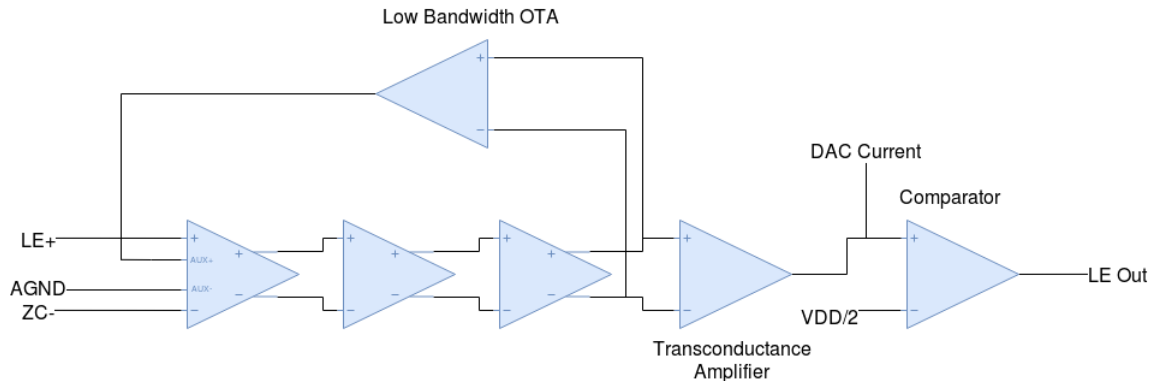 Low Bandwidth OTA
+
−
DAC Current
Comparator
LE+
+
+
+
+
+
+
+
+
AUX+
AGND
AUX-
−
−
−
LE Out
ZC-
−
−
−
−
VDD/2
−
Transconductance
Amplifier